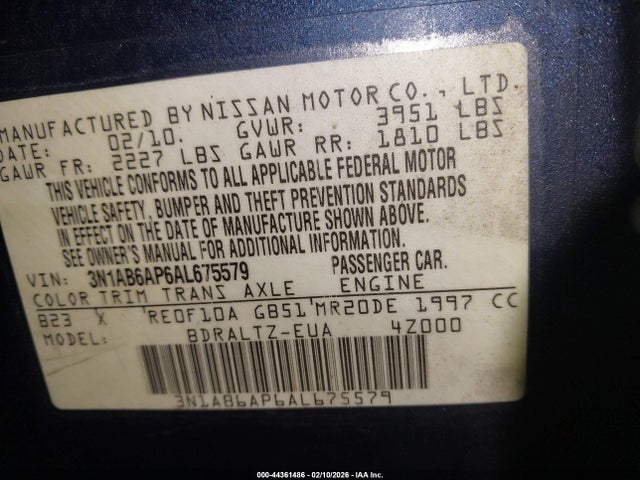 MANUFACTURED BY NISSAN MOTOR CO., LTD.
DATE: 02/10. GVWR: 3951 LBS
GAWR FR: 2227 LBS GAWR RR: 1810 LBS
THIS VEHICLE CONFORMS TO ALL APPLICABLE FEDERAL MOTOR
VEHICLE SAFETY, BUMPER AND THEFT PREVENTION STANDARDS
IN EFFECT ON THE DATE OF MANUFACTURE SHOWN ABOVE.
SEE OWNER'S MANUAL FOR ADDITIONAL INFORMATION.
VIN: 3N1AB6AP6AL675579 PASSENGER CAR.
COLOR TRIM TRANS AXLE ENGINE
B23 X 'RE0F10A GB51'MR20DE 1997 CC
MODEL: BDRALTZ-EUA 4Z000
3N1AB6AP6AL675579
000-44361486 - 02/10/2026 - IAA Inc.